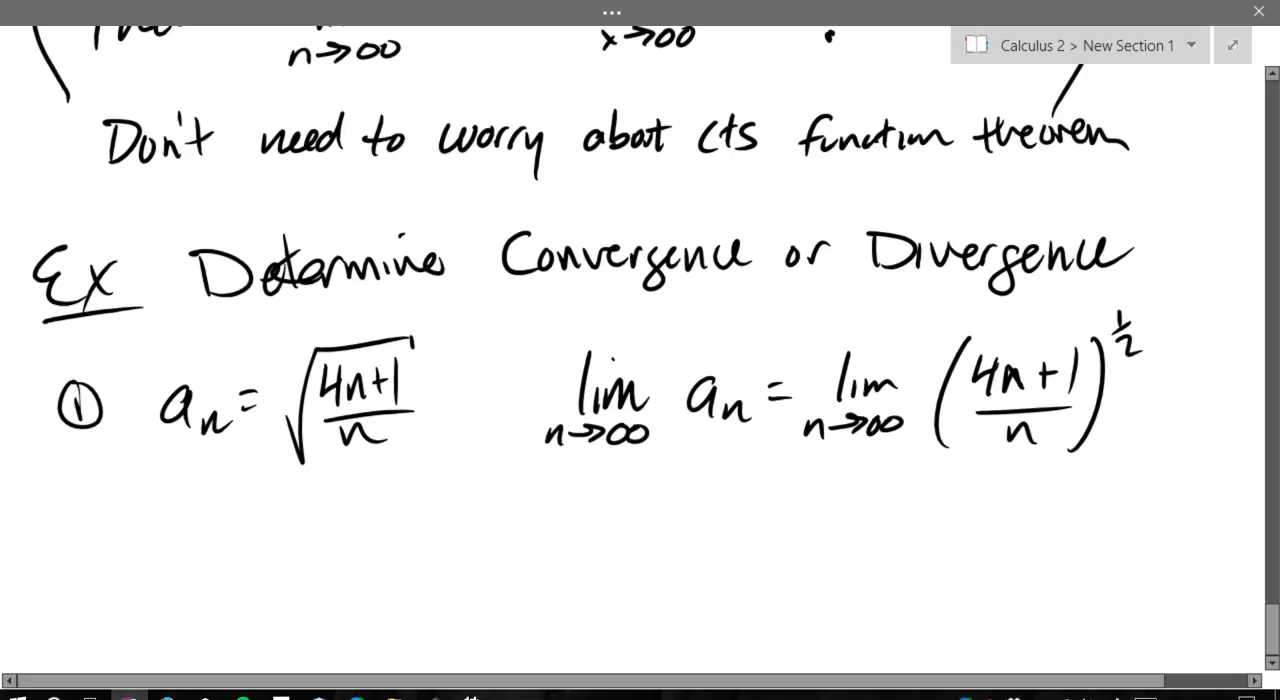 ...
Calculus 2 > New Section 1
n→∞ x→∞
Don't need to worry about cts function theorem
Ex Determine Convergence or Divergence
① aₙ = √((4n+1)/n) lim_{n→∞} aₙ = lim_{n→∞} ((4n+1)/n)^{1/2}